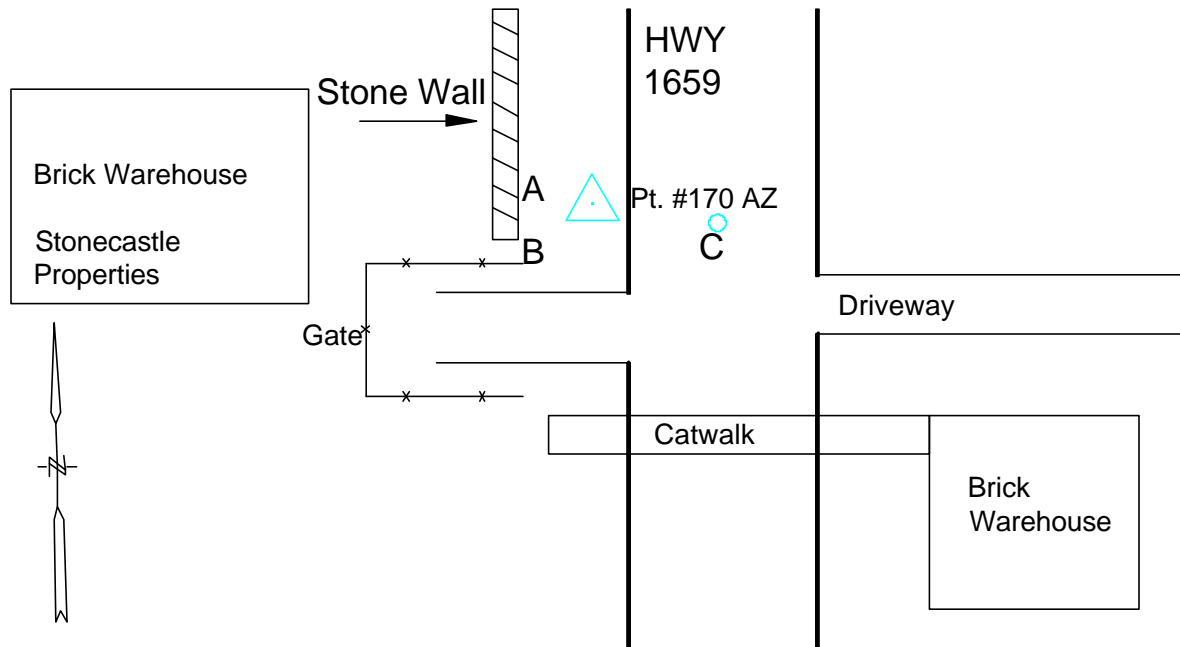 HWY
1659
Stone Wall
Brick Warehouse
Stonecastle
Properties
A
Pt. #170 AZ
B
C
Gate
Driveway
Catwalk
Brick
Warehouse
N